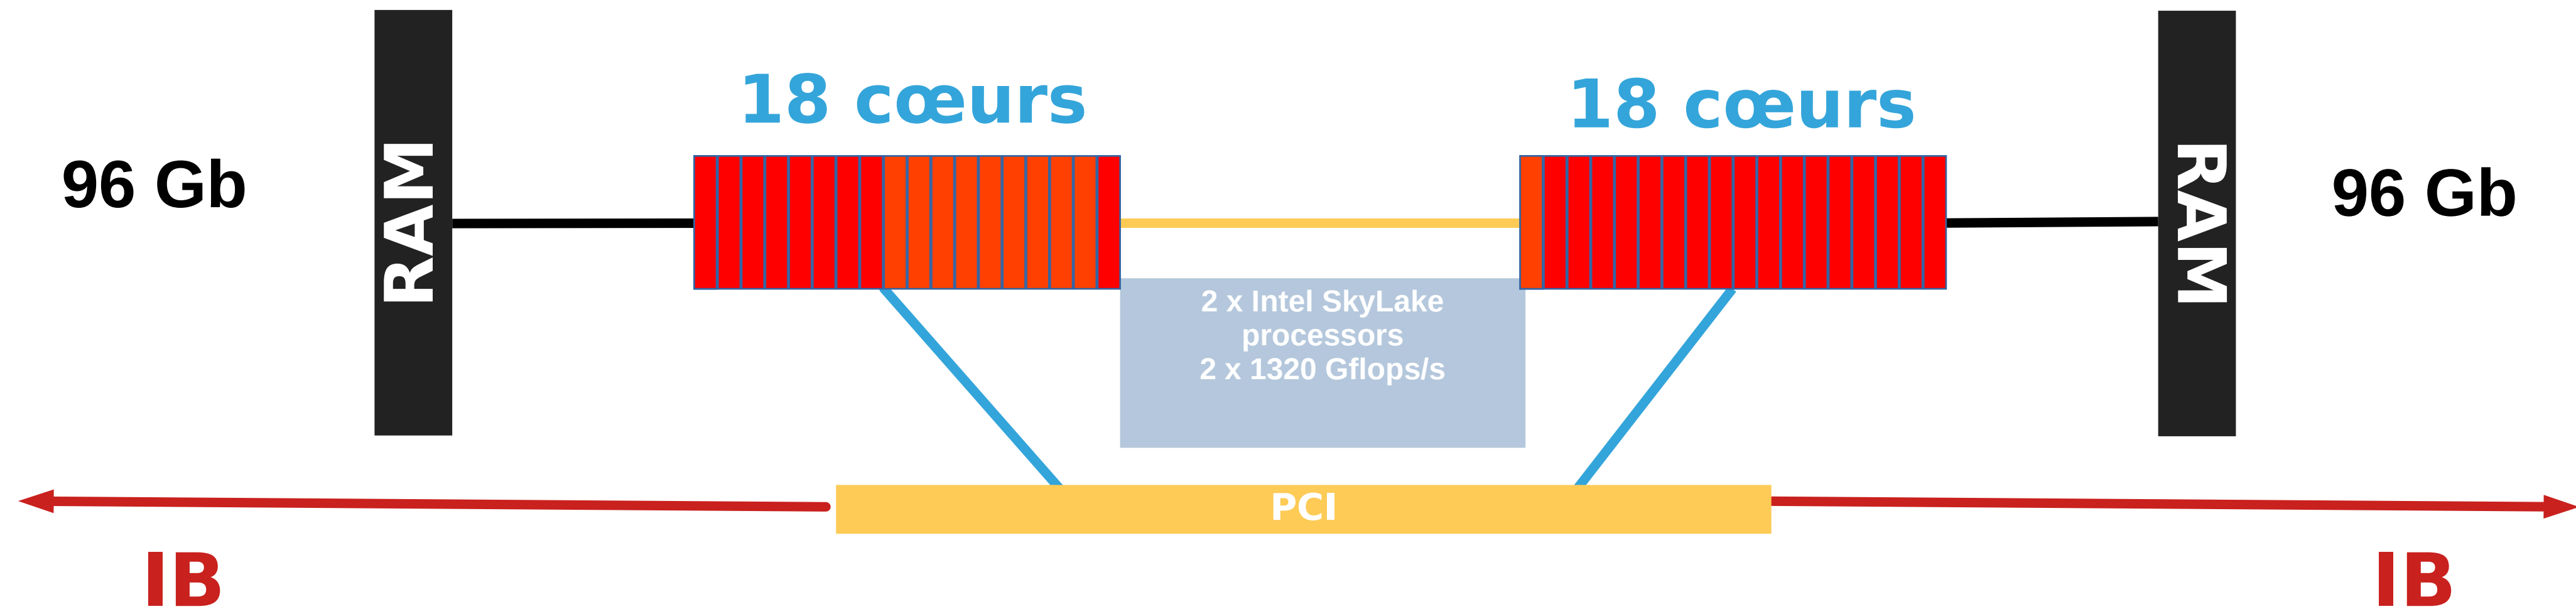 18 cœurs
18 cœurs
96 Gb
RAM
RAM
96 Gb
2 x Intel SkyLake
processors
2 x 1320 Gflops/s
PCI
IB
IB